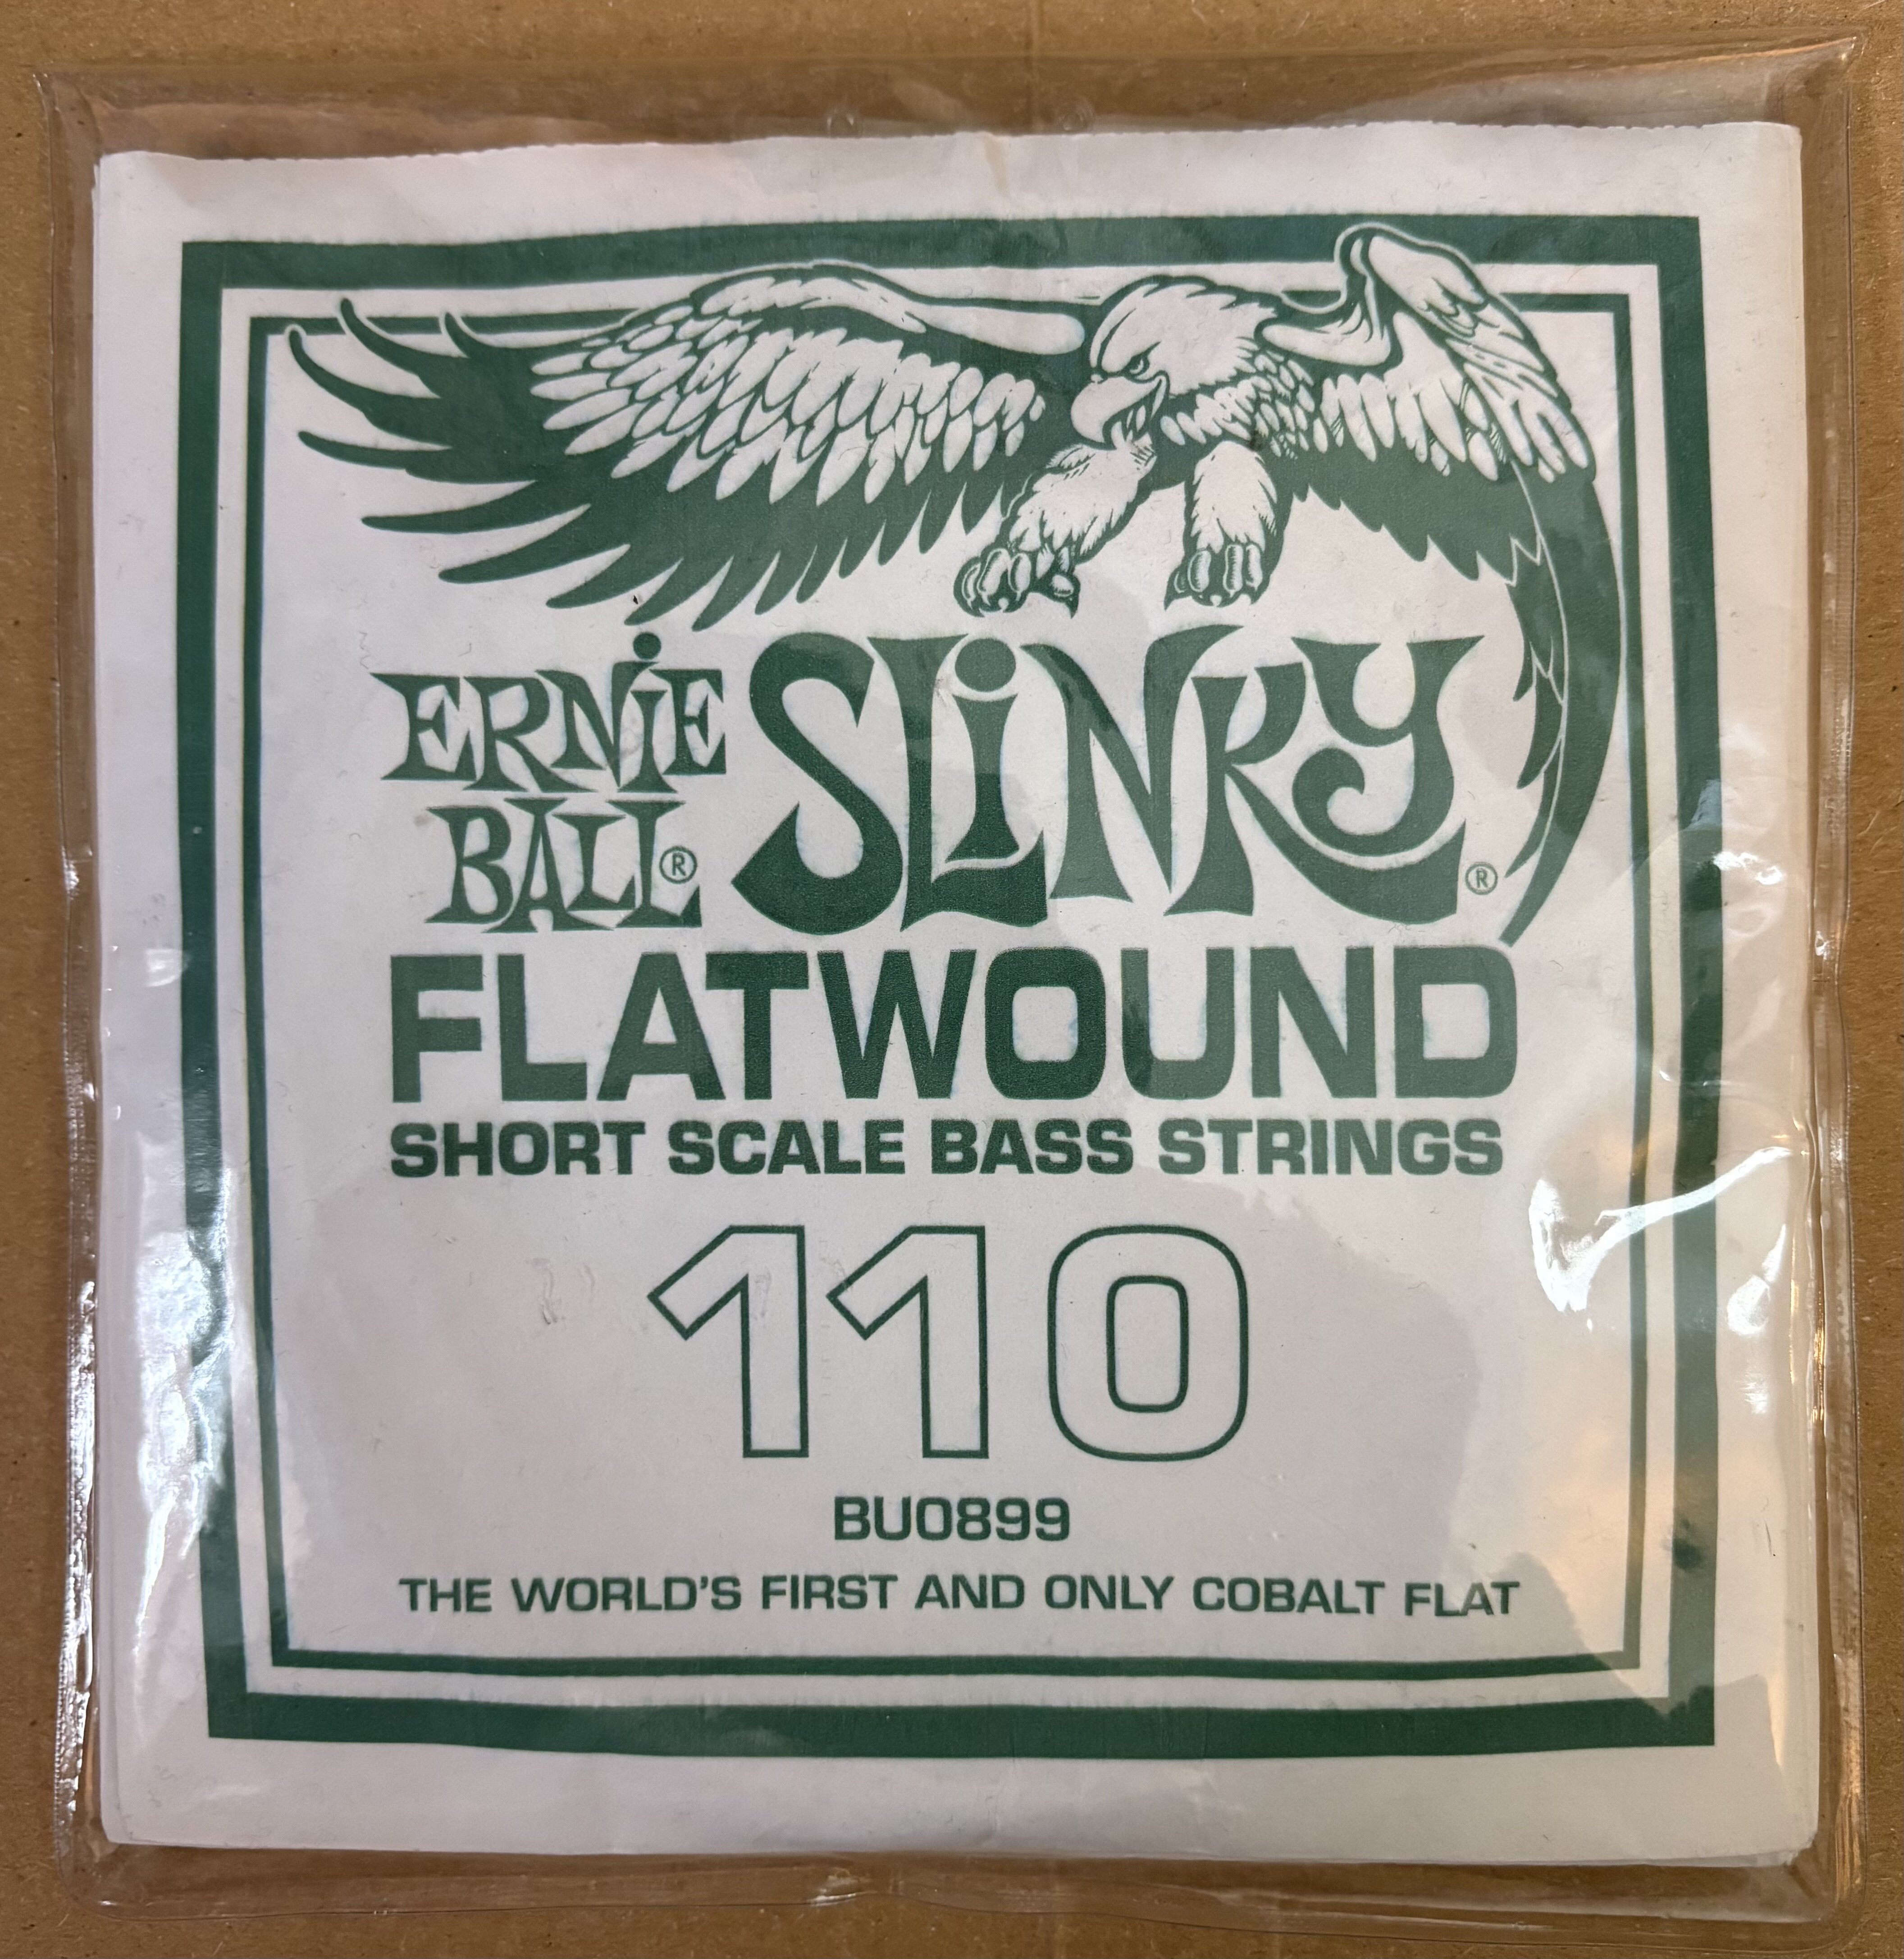 ERNiE
BALL® SLiNKY®
FLATWOUND
SHORT SCALE BASS STRINGS
110
BU0899
THE WORLD'S FIRST AND ONLY COBALT FLAT